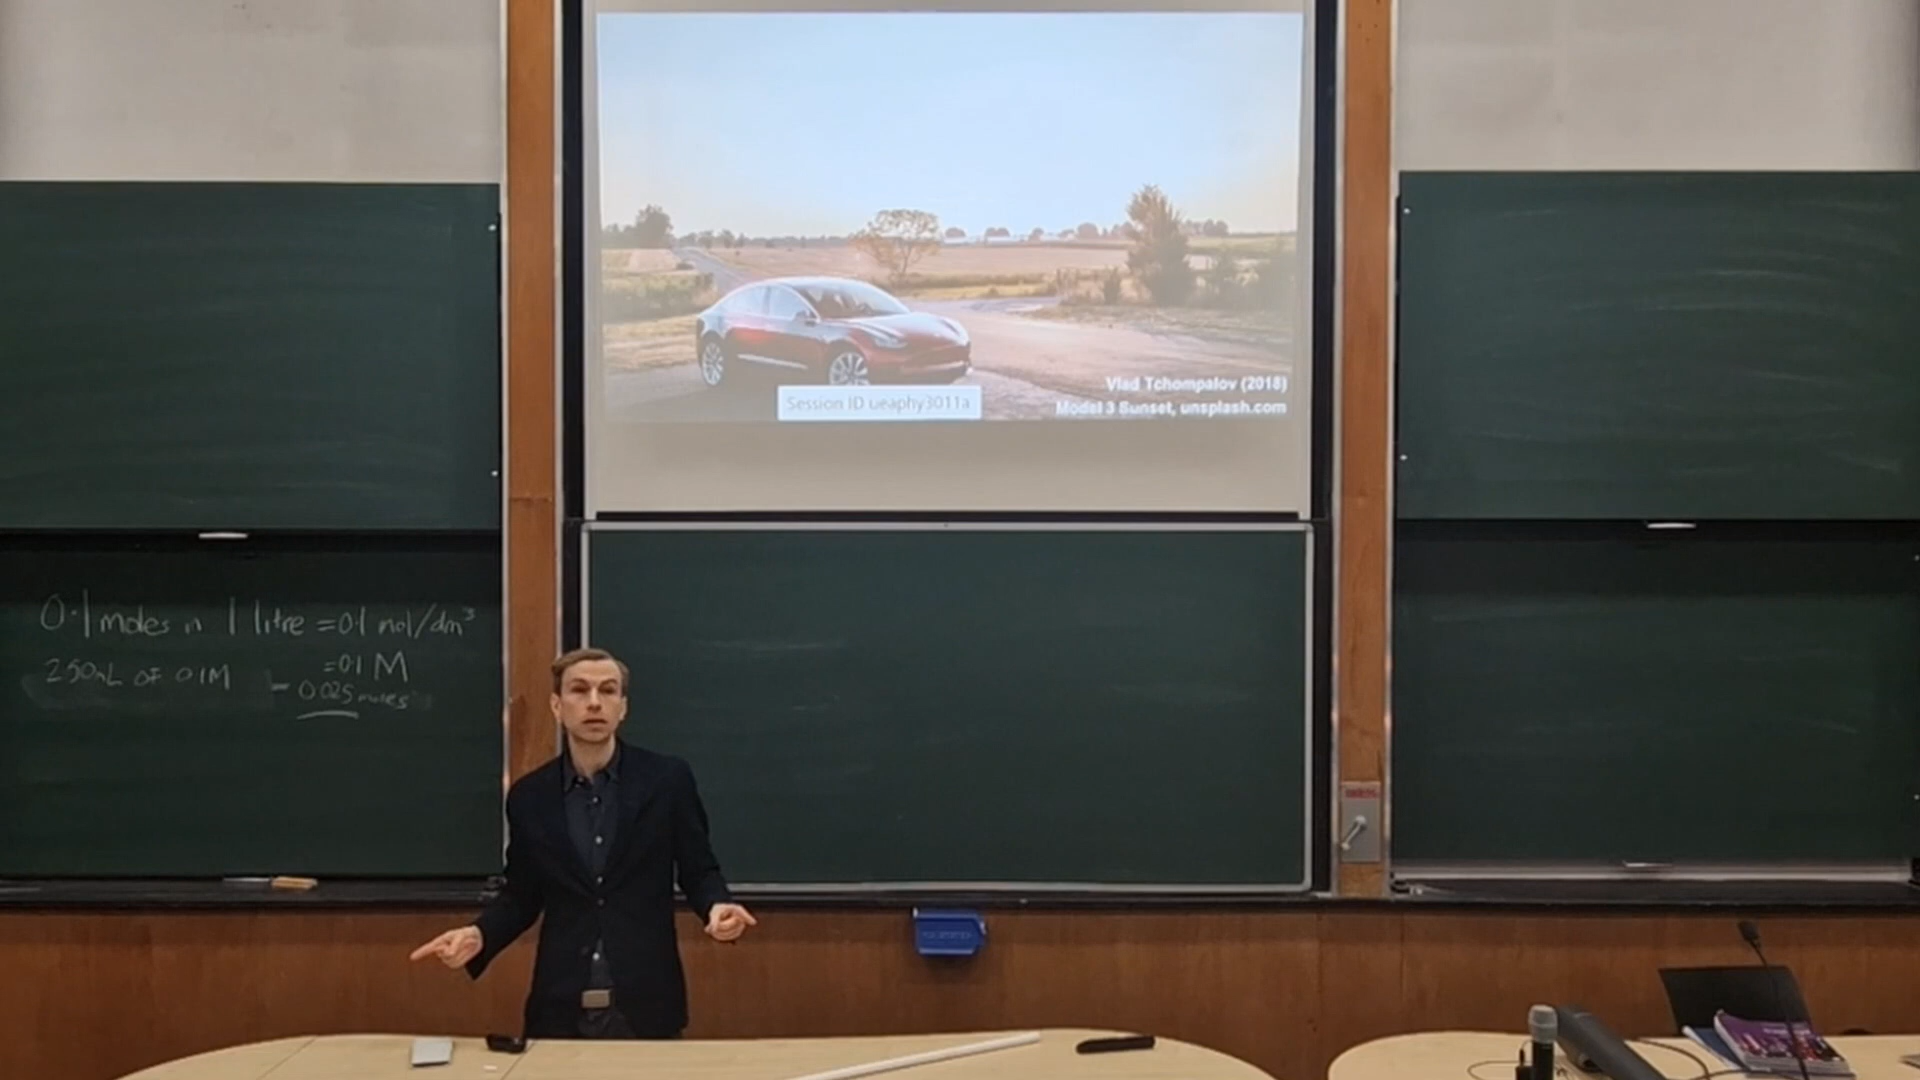 Vlad Tchompalov (2018)
Session ID ueaphy3011a
Model 3 Sunset, unsplash.com
0.1 moles in 1 litre = 0.1 mol/dm³
= 0.1 M
250mL OF 0.1M = 0.025 moles